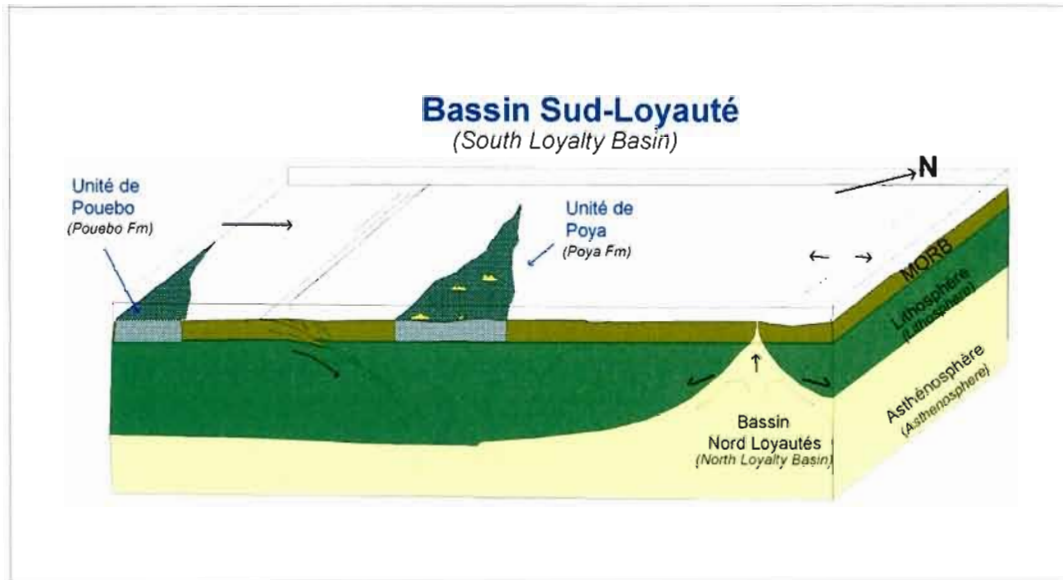 Bassin Sud-Loyauté
(South Loyalty Basin)
N
Unité de
Pouebo
(Pouebo Fm)
Unité de
Poya
(Poya Fm)
MORB
Lithosphère
(Lithosphere)
Asthénosphère
(Asthenosphere)
Bassin
Nord Loyautés
(North Loyalty Basin)